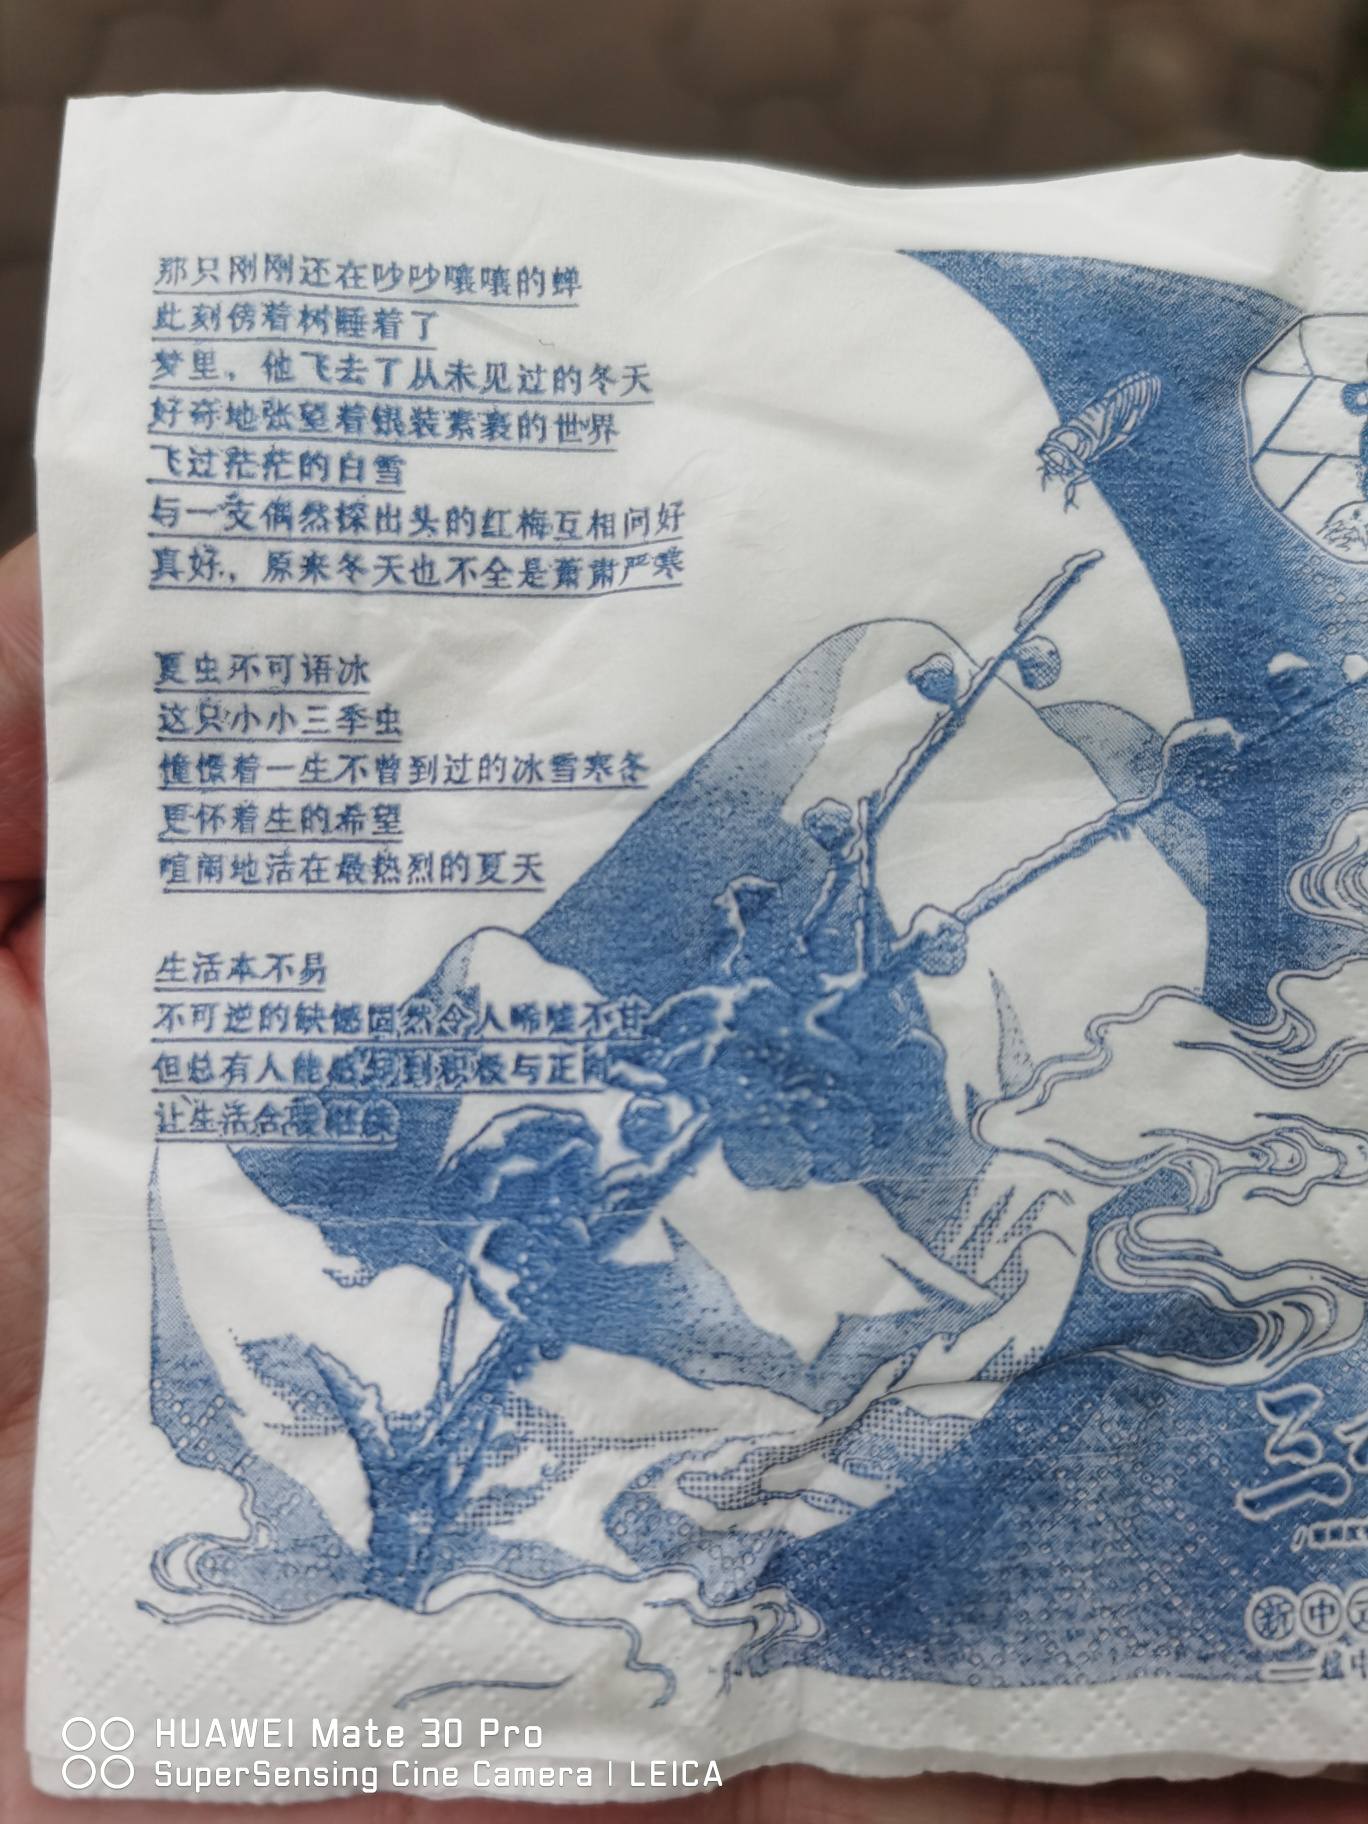 那只刚刚还在吵吵嚷嚷的蝉
此刻傍着树睡着了
梦里，他飞去了从未见过的冬天
好奇地张望着银装素裹的世界
飞过茫茫的白雪
与一支偶然探出头的红梅互相问好
真好，原来冬天也不全是萧肃严寒
夏虫不可语冰
这只小小三季虫
憧憬着一生不曾到过的冰雪寒冬
更怀着生的希望
喧闹地活在最热烈的夏天
生活本不易
不可逆的缺憾固然令人唏嘘不甘
但总有人能感知到积极与正向
让生活含暖继续
三
浙中
HUAWEI Mate 30 Pro
SuperSensing Cine Camera | LEICA